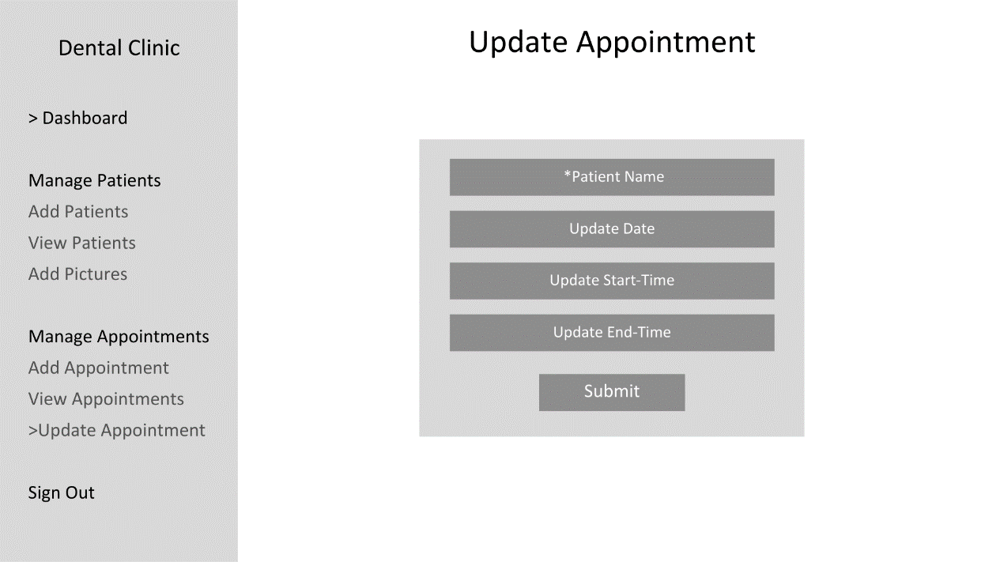 Dental Clinic
> Dashboard
Manage Patients
Add Patients
View Patients
Add Pictures
Manage Appointments
Add Appointment
View Appointments
>Update Appointment
Sign Out
Update Appointment
*Patient Name
Update Date
Update Start-Time
Update End-Time
Submit